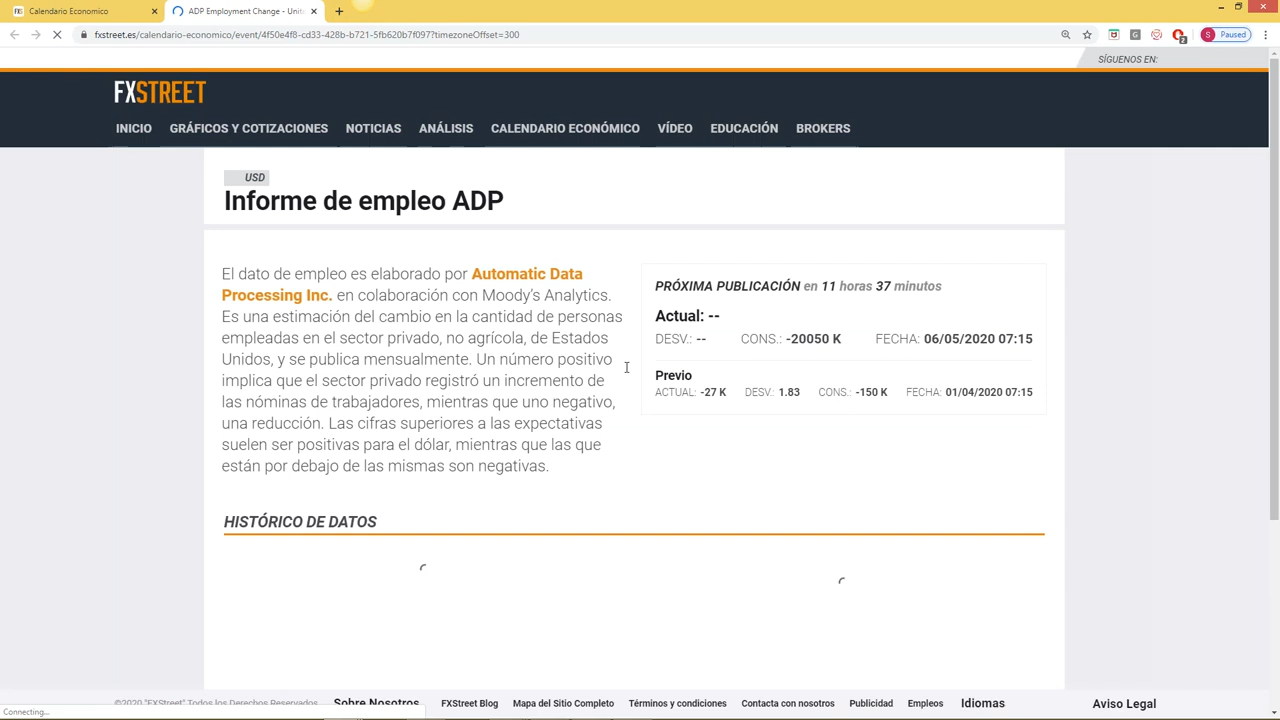 Calendario Economico
ADP Employment Change - Unit
fxstreet.es/calendario-economico/event/4f50e4f8-cd33-428b-b721-5fb620b7f097?timezoneOffset=300
2
S Paused
SÍGUENOS EN:
FXSTREET
INICIO GRÁFICOS Y COTIZACIONES NOTICIAS ANÁLISIS CALENDARIO ECONÓMICO VÍDEO EDUCACIÓN BROKERS
USD
Informe de empleo ADP
El dato de empleo es elaborado por Automatic Data
Processing Inc. en colaboración con Moody's Analytics.
Es una estimación del cambio en la cantidad de personas
empleadas en el sector privado, no agrícola, de Estados
Unidos, y se publica mensualmente. Un número positivo
implica que el sector privado registró un incremento de
las nóminas de trabajadores, mientras que uno negativo,
una reducción. Las cifras superiores a las expectativas
suelen ser positivas para el dólar, mientras que las que
están por debajo de las mismas son negativas.
PRÓXIMA PUBLICACIÓN en 11 horas 37 minutos
Actual: --
DESV.: -- CONS.: -20050 K FECHA: 06/05/2020 07:15
Previo
ACTUAL: -27 K DESV.: 1.83 CONS.: -150 K FECHA: 01/04/2020 07:15
HISTÓRICO DE DATOS
©2020 "FXStreet" Todos los Derechos Reservados
Sobre Nosotros FXStreet Blog Mapa del Sitio Completo Términos y condiciones Contacta con nosotros Publicidad Empleos Idiomas Aviso Legal
Connecting...